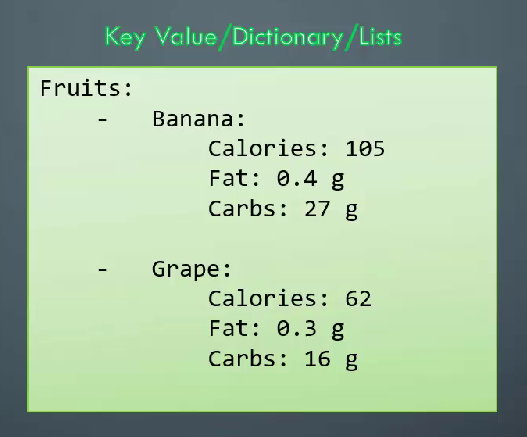 Key Value/Dictionary/Lists
Fruits:
- Banana:
Calories: 105
Fat: 0.4 g
Carbs: 27 g
- Grape:
Calories: 62
Fat: 0.3 g
Carbs: 16 g